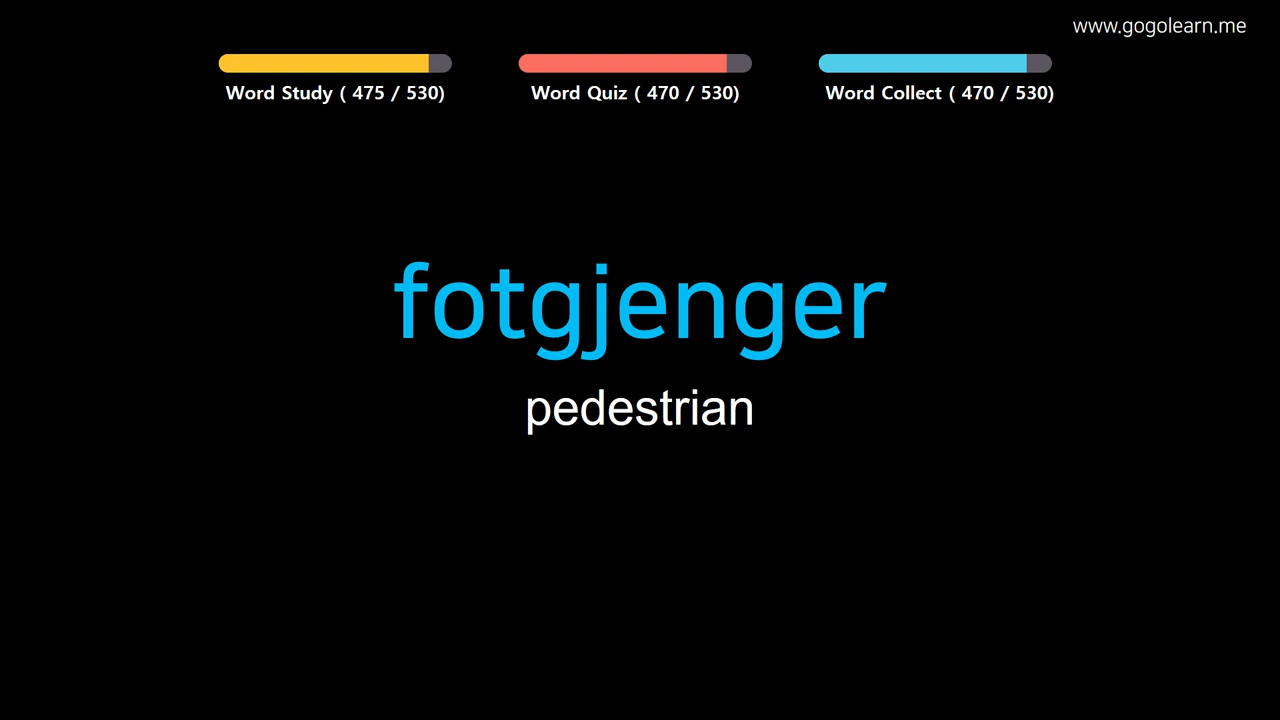 www.gogolearn.me
Word Study ( 475 / 530)
Word Quiz ( 470 / 530)
Word Collect ( 470 / 530)
fotgjenger
pedestrian